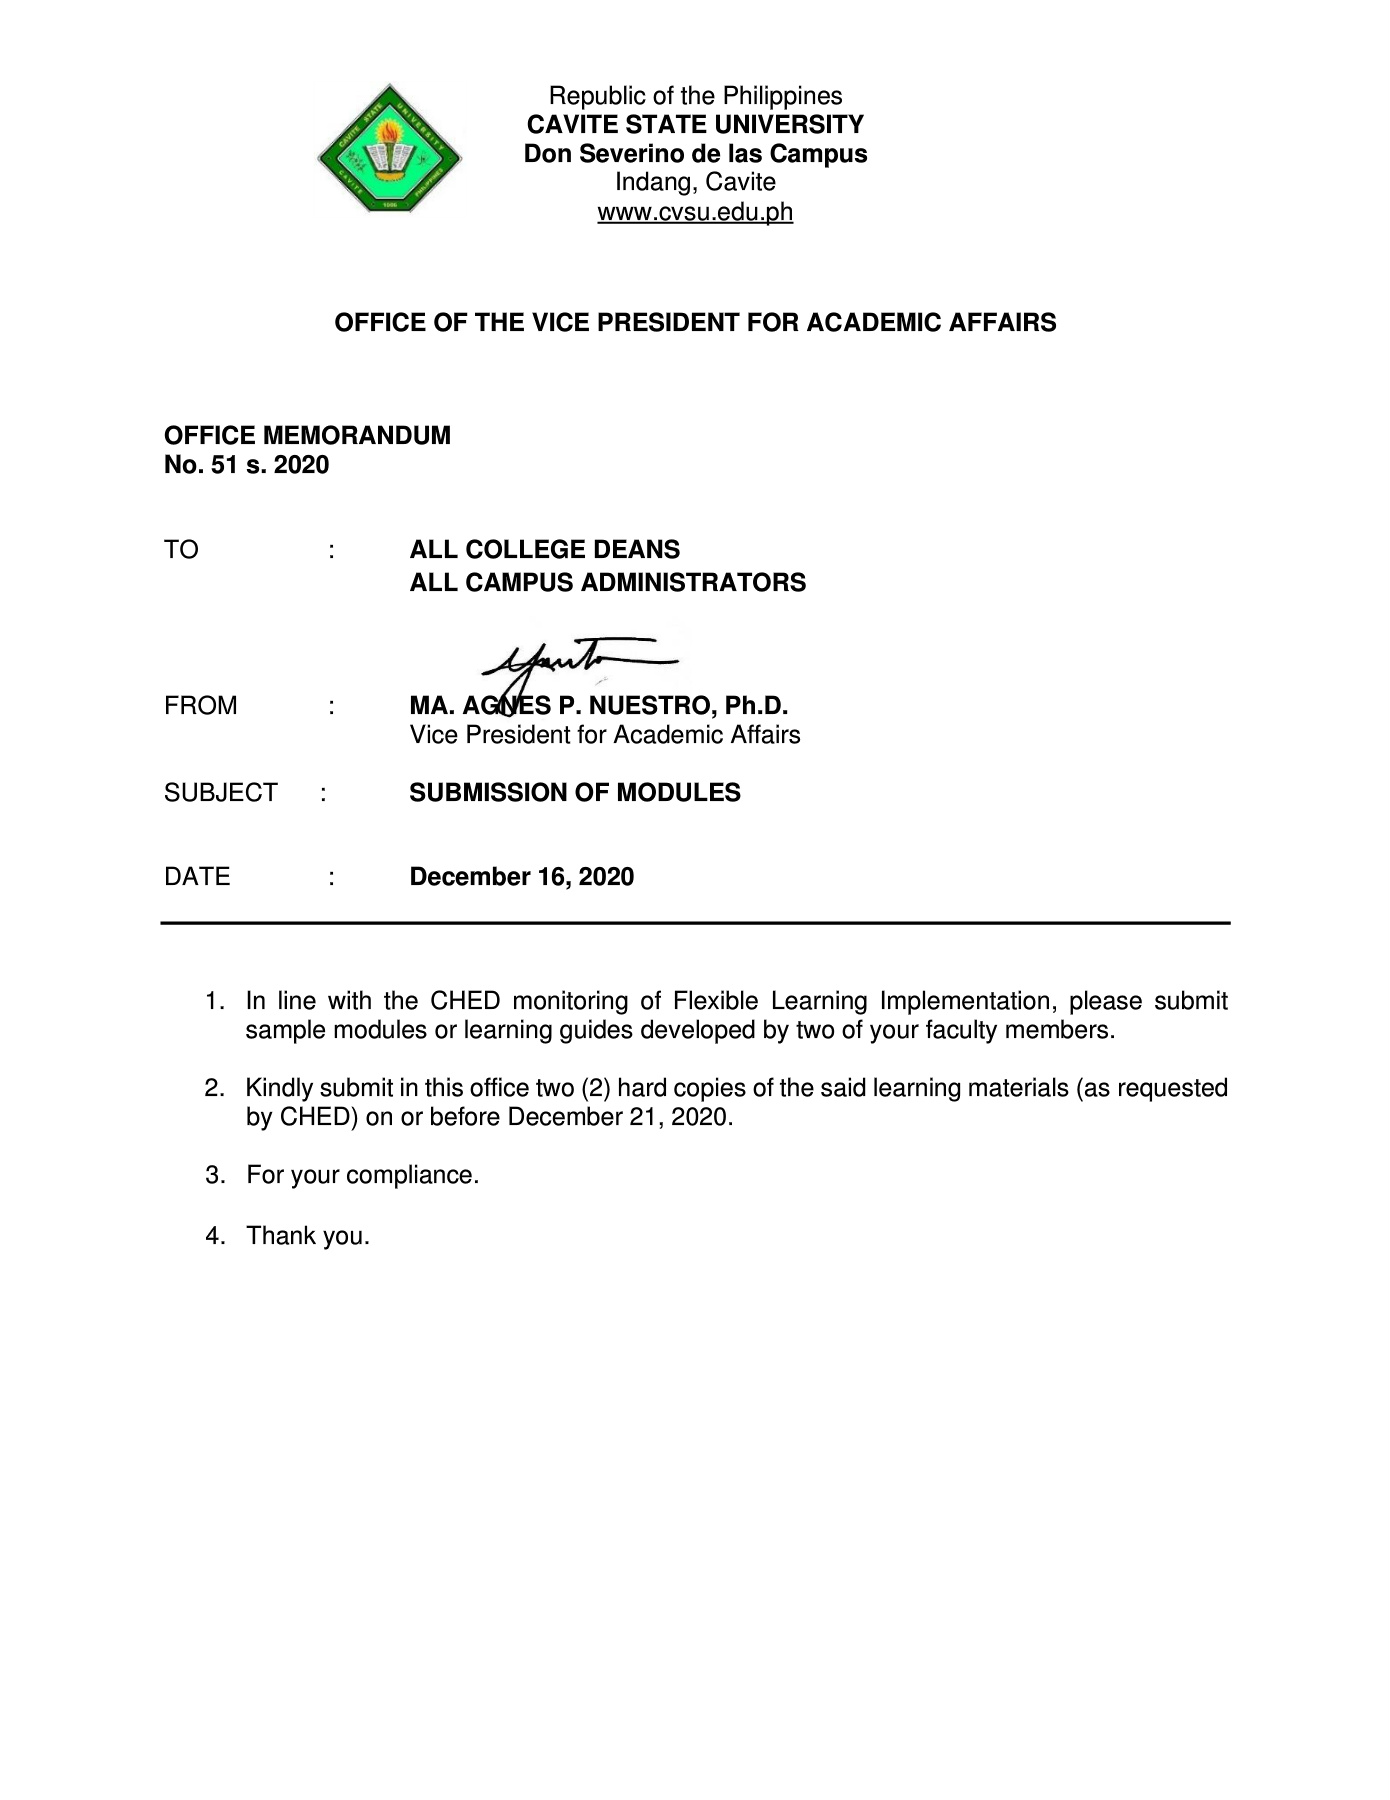 Republic of the Philippines
CAVITE STATE UNIVERSITY
Don Severino de las Campus
Indang, Cavite
www.cvsu.edu.ph
CAVITE STATE UNIVERSITY
CAVITE 1906 PHILIPPINES
OFFICE OF THE VICE PRESIDENT FOR ACADEMIC AFFAIRS
OFFICE MEMORANDUM
No. 51 s. 2020
TO : ALL COLLEGE DEANS
ALL CAMPUS ADMINISTRATORS
FROM : MA. AGNES P. NUESTRO, Ph.D.
Vice President for Academic Affairs
SUBJECT : SUBMISSION OF MODULES
DATE : December 16, 2020
1. In line with the CHED monitoring of Flexible Learning Implementation, please submit
sample modules or learning guides developed by two of your faculty members.
2. Kindly submit in this office two (2) hard copies of the said learning materials (as requested
by CHED) on or before December 21, 2020.
3. For your compliance.
4. Thank you.